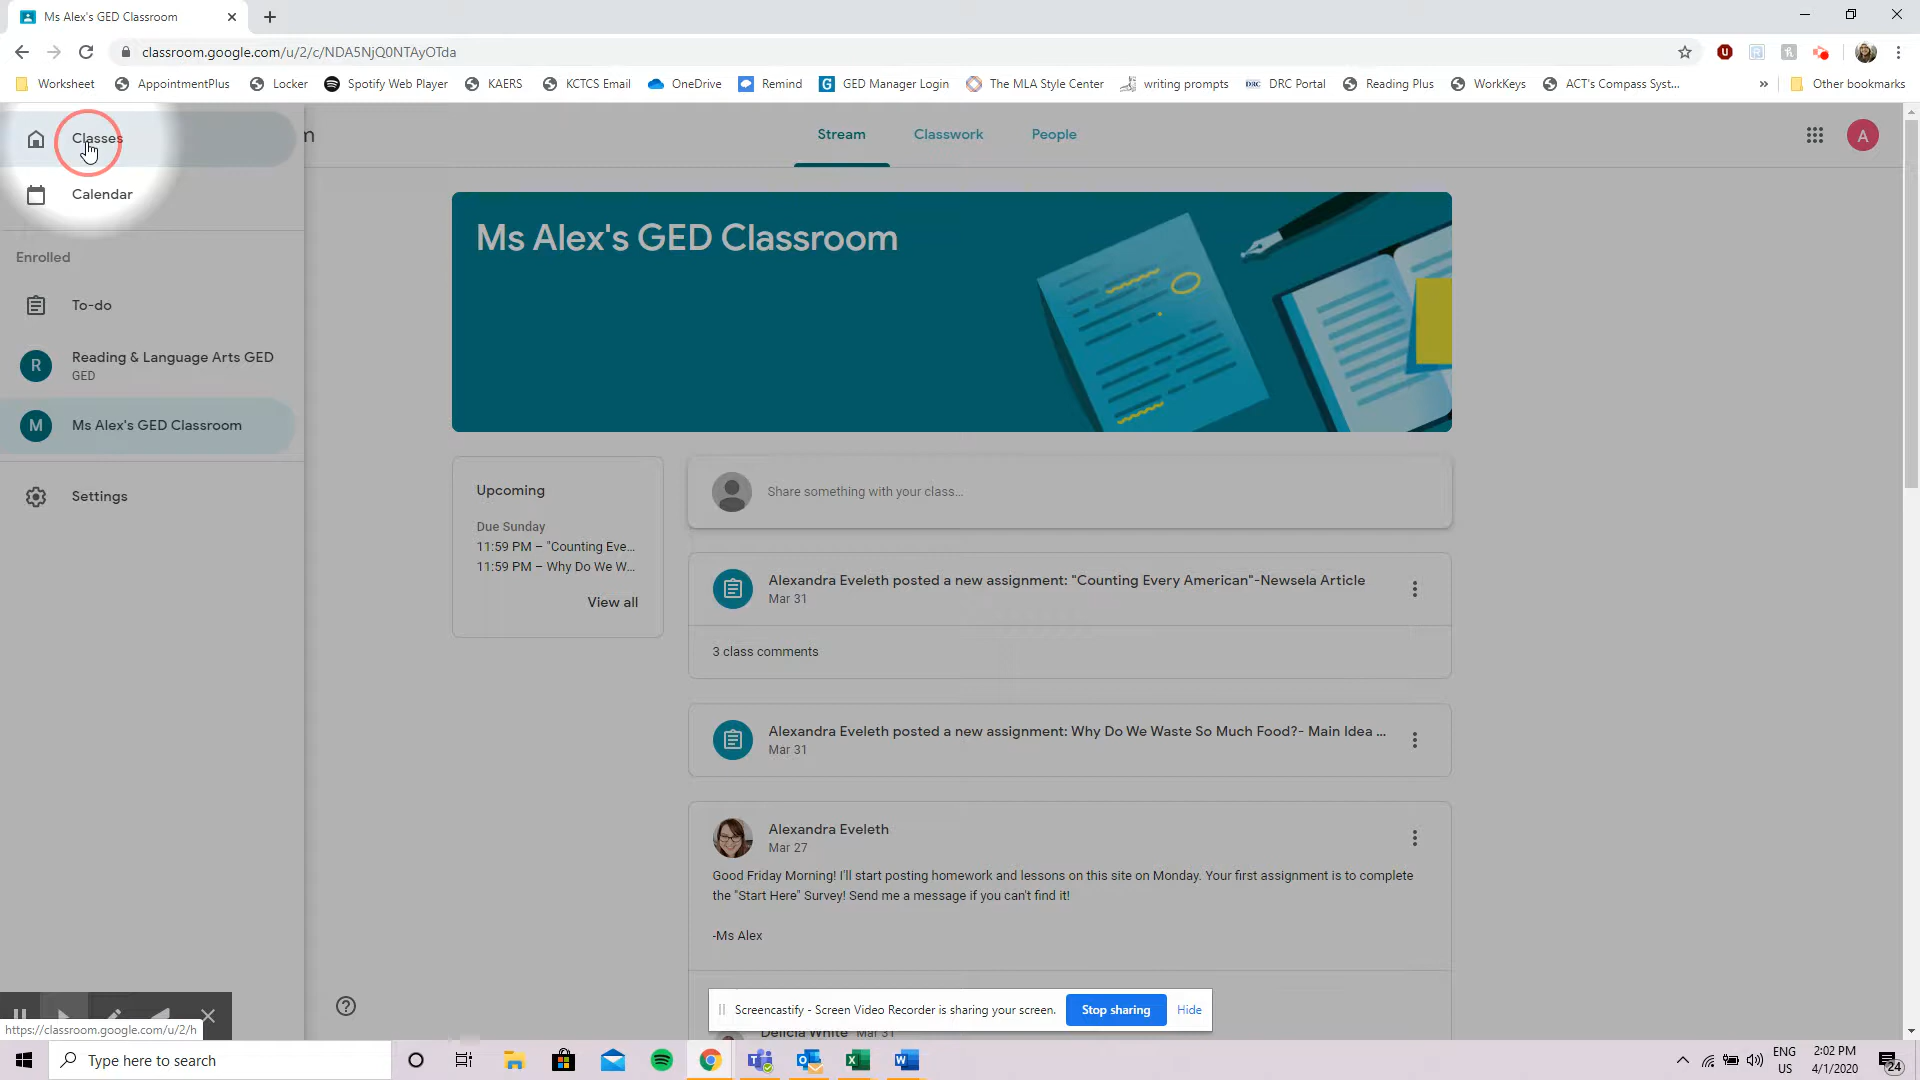 Ms Alex's GED Classroom
classroom.google.com/u/2/c/NDA5NjQ0NTAyOTda
Worksheet AppointmentPlus Locker Spotify Web Player KAERS KCTCS Email OneDrive Remind GED Manager Login The MLA Style Center writing prompts DRC Portal Reading Plus WorkKeys ACT's Compass Syst... » Other bookmarks
Classes
m
Stream Classwork People
A
Calendar
Enrolled
To-do
R
Reading & Language Arts GED
GED
M
Ms Alex's GED Classroom
Settings
Ms Alex's GED Classroom
Upcoming
Due Sunday
11:59 PM – "Counting Eve...
11:59 PM – Why Do We W...
View all
Share something with your class...
Alexandra Eveleth posted a new assignment: "Counting Every American"-Newsela Article
Mar 31
3 class comments
Alexandra Eveleth posted a new assignment: Why Do We Waste So Much Food?- Main Idea ...
Mar 31
Alexandra Eveleth
Mar 27
Good Friday Morning! I'll start posting homework and lessons on this site on Monday. Your first assignment is to complete
the "Start Here" Survey! Send me a message if you can't find it!
-Ms Alex
Screencastify - Screen Video Recorder is sharing your screen. Stop sharing Hide
Delicia White Mar 31
https://classroom.google.com/u/2/h
Type here to search
ENG
US
2:02 PM
4/1/2020
24